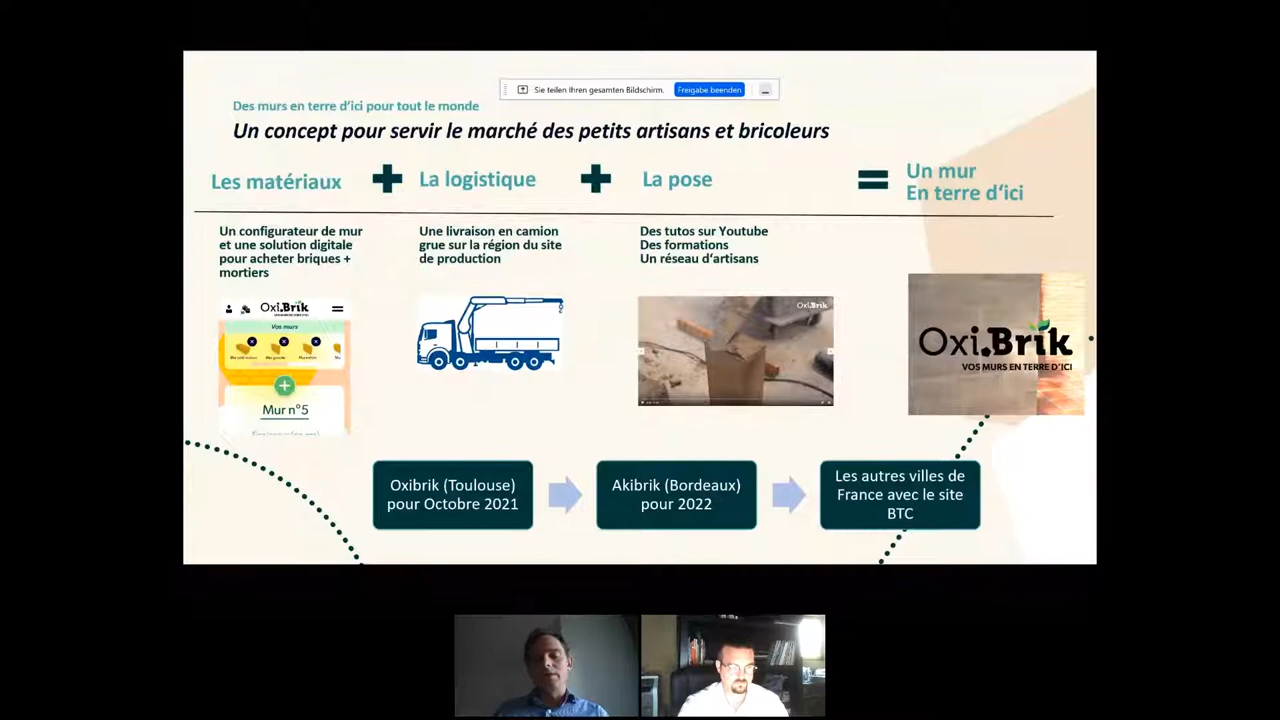 Sie teilen Ihren gesamten Bildschirm. Freigabe beenden
Des murs en terre d'ici pour tout le monde
Un concept pour servir le marché des petits artisans et bricoleurs
Les matériaux
La logistique
La pose
Un mur
En terre d'ici
Un configurateur de mur
et une solution digitale
pour acheter briques +
mortiers
Une livraison en camion
grue sur la région du site
de production
Des tutos sur Youtube
Des formations
Un réseau d'artisans
Oxi.Brik
Vos murs
Mur n°5
Oxi.Brik
Oxi.Brik
VOS MURS EN TERRE D'ICI
Oxibrik (Toulouse)
pour Octobre 2021
Akibrik (Bordeaux)
pour 2022
Les autres villes de
France avec le site
BTC